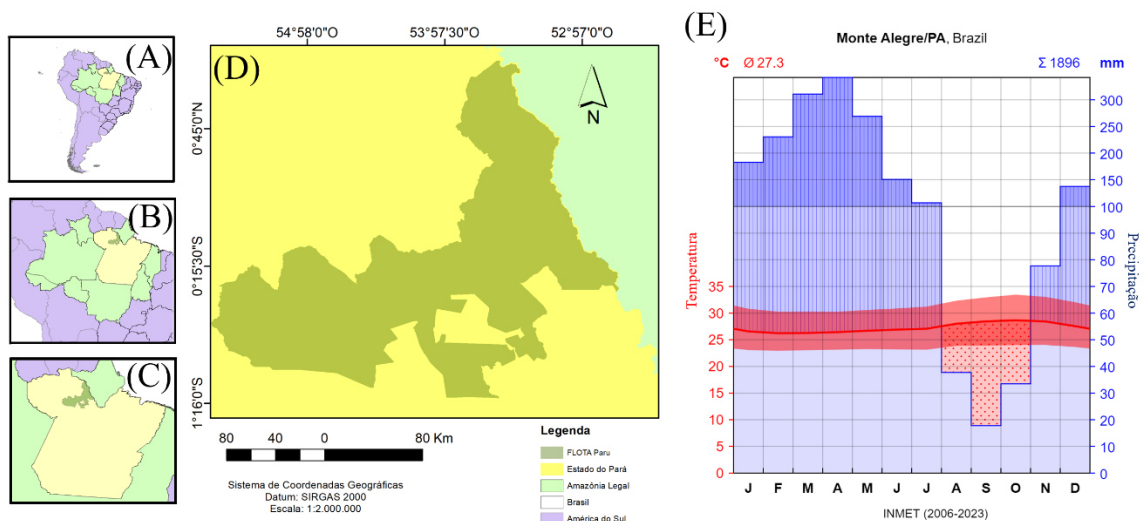 (A)
(B)
(C)
54°58'0"W 53°57'30"W 52°57'0"W
(D)
N
0°45'0"N
0°15'30"S
1°16'0"S
80 40 0 80 Km
Sistema de Coordenadas Geográficas
Datum: SIRGAS 2000
Escala: 1:2.000.000
Legenda
FLOTA Paru
Estado do Pará
Amazônia Legal
Brasil
América do Sul
(E)
Monte Alegre/PA, Brazil
°C Ø 27.3 Σ 1896 mm
300
250
200
150
100
90
80
70
60
50
40
30
20
10
0
35
30
25
20
15
10
5
0
Temperatura
Precipitação
J F M A M J J A S O N D
INMET (2006-2023)